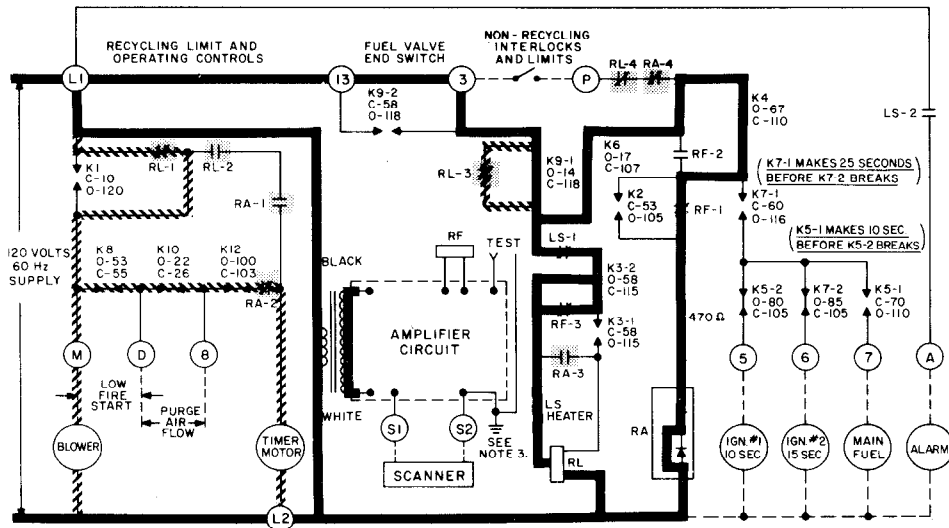 L1
RECYCLING LIMIT AND
OPERATING CONTROLS
13
FUEL VALVE
END SWITCH
3
NON-RECYCLING
INTERLOCKS
AND LIMITS
P
RL-4
RA-4
K9-2
C-58
O-118
K4
O-67
C-110
LS-2
K1
C-10
O-120
RL-1
RL-2
RA-1
RL-3
K9-1
O-14
C-118
K6
O-17
C-107
RF-2
K2
C-53
O-105
RF-1
(K7-1 MAKES 25 SECONDS
BEFORE K7-2 BREAKS)
K7-1
C-60
O-116
(K5-1 MAKES 10 SEC
BEFORE K5-2 BREAKS)
120 VOLTS
60 Hz
SUPPLY
K8
O-53
C-55
K10
O-22
C-26
K12
O-100
C-103
RA-2
BLACK
RF
TEST
LS-1
K3-2
O-58
C-115
RF-3
K3-1
C-58
O-115
RA-3
470 Ω
K5-2
O-80
C-105
K7-2
O-85
C-105
K5-1
C-70
O-110
AMPLIFIER
CIRCUIT
M
D
8
5
6
7
A
LOW
FIRE
START
PURGE
AIR
FLOW
WHITE
S1
S2
SEE
NOTE 3.
LS
HEATER
RL
RA
BLOWER
TIMER
MOTOR
SCANNER
IGN. #1
10 SEC
IGN. #2
15 SEC
MAIN
FUEL
ALARM
L2